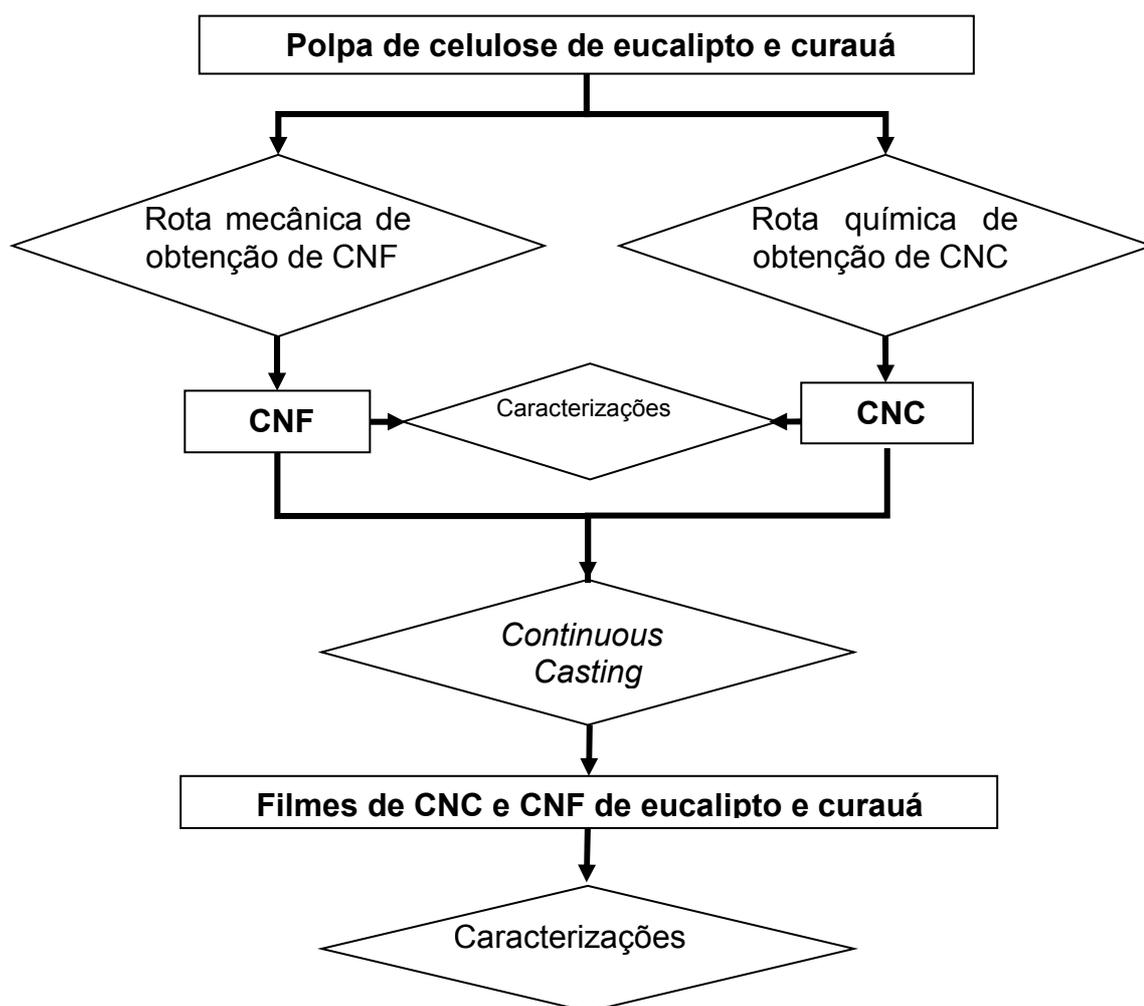 Polpa de celulose de eucalipto e curauá
Rota mecânica de
obtenção de CNF
Rota química de
obtenção de CNC
CNF
Caracterizações
CNC
Continuous
Casting
Filmes de CNC e CNF de eucalipto e curauá
Caracterizações